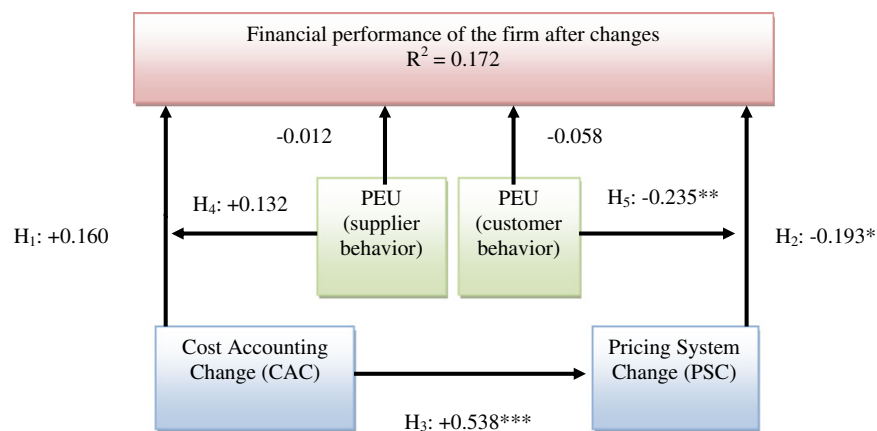 Financial performance of the firm after changes
R² = 0.172
-0.012
-0.058
PEU
(supplier
behavior)
PEU
(customer
behavior)
H₄: +0.132
H₅: -0.235**
H₁: +0.160
H₂: -0.193*
Cost Accounting
Change (CAC)
Pricing System
Change (PSC)
H₃: +0.538***